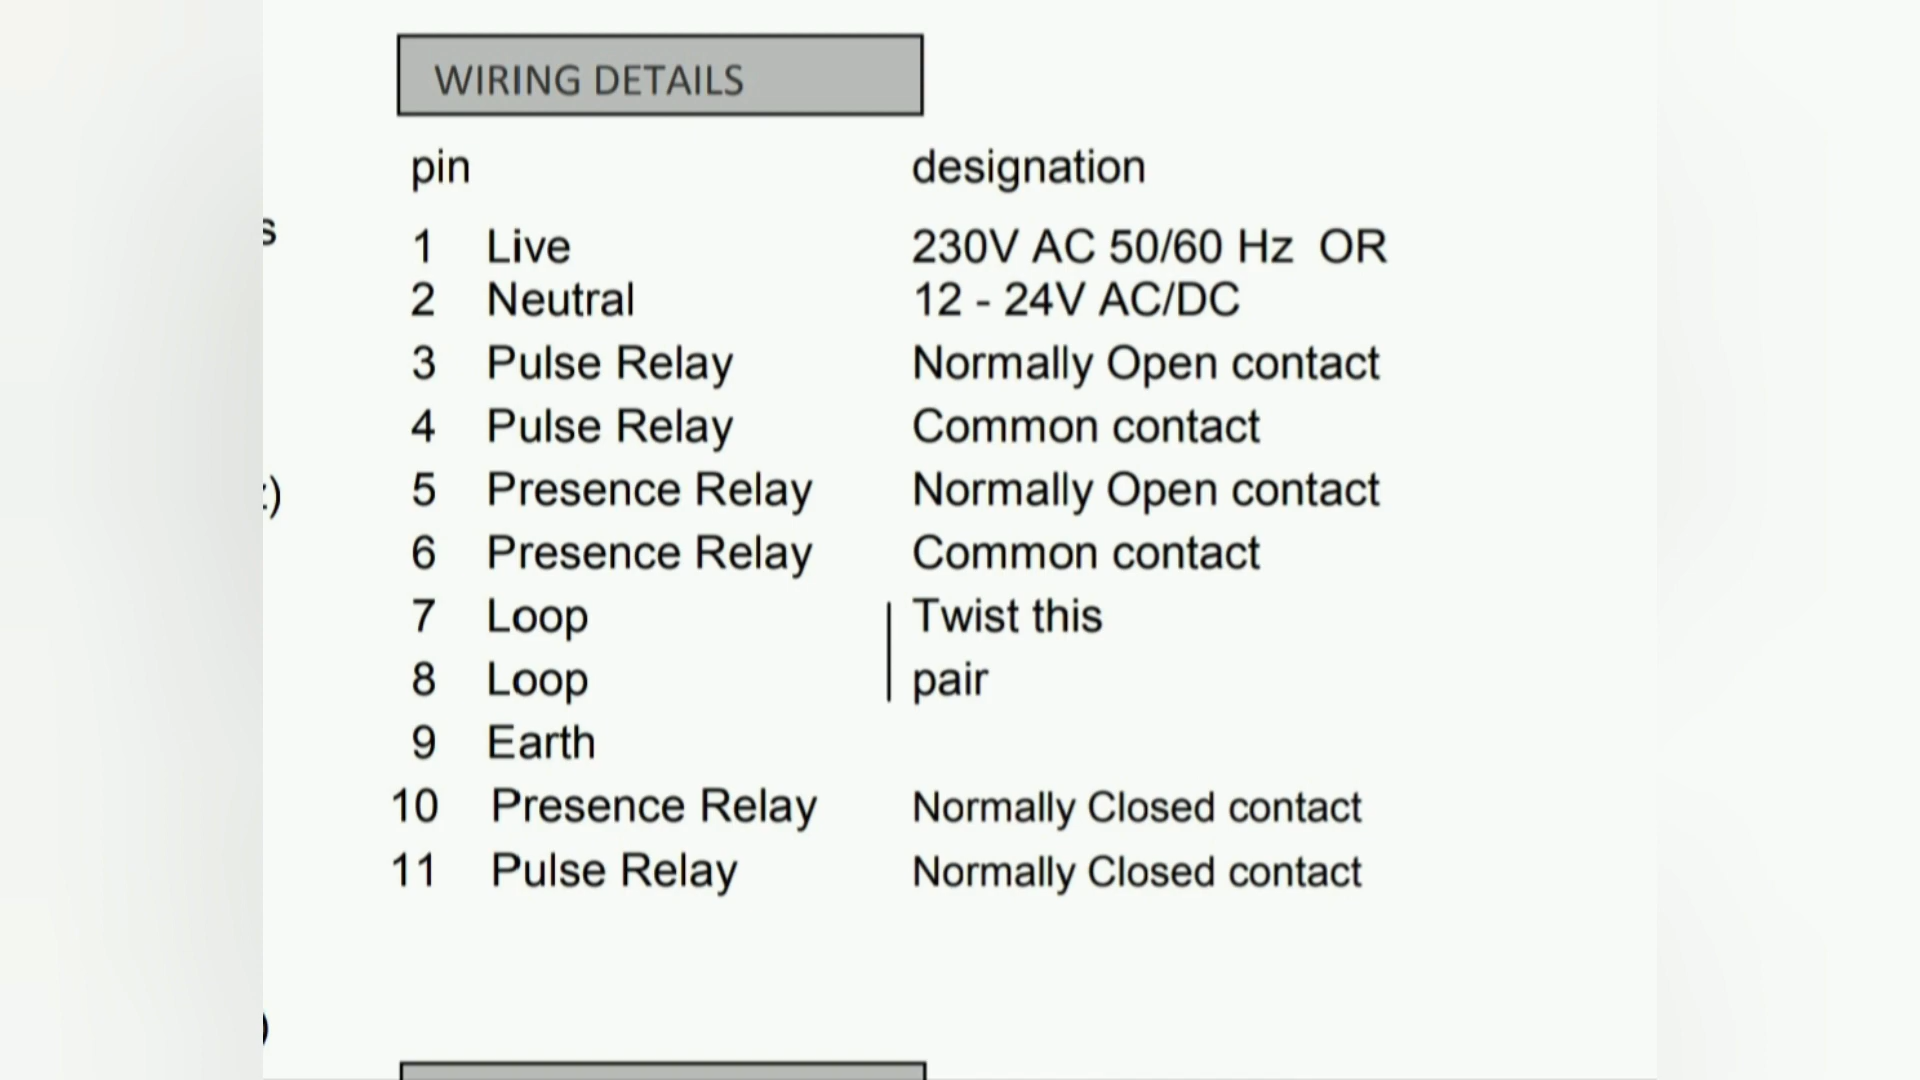 WIRING DETAILS
pin designation
s
1 Live 230V AC 50/60 Hz OR
2 Neutral 12 - 24V AC/DC
3 Pulse Relay Normally Open contact
4 Pulse Relay Common contact
:) 5 Presence Relay Normally Open contact
6 Presence Relay Common contact
7 Loop Twist this
8 Loop pair
9 Earth
10 Presence Relay Normally Closed contact
11 Pulse Relay Normally Closed contact
)